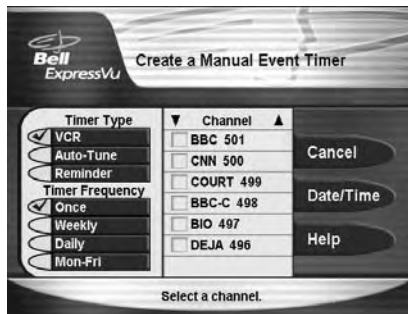 Bell
ExpressVu
Create a Manual Event Timer
Timer Type
VCR
Auto-Tune
Reminder
Timer Frequency
Once
Weekly
Daily
Mon-Fri
Channel
BBC 501
CNN 500
COURT 499
BBC-C 498
BIO 497
DEJA 496
Cancel
Date/Time
Help
Select a channel.